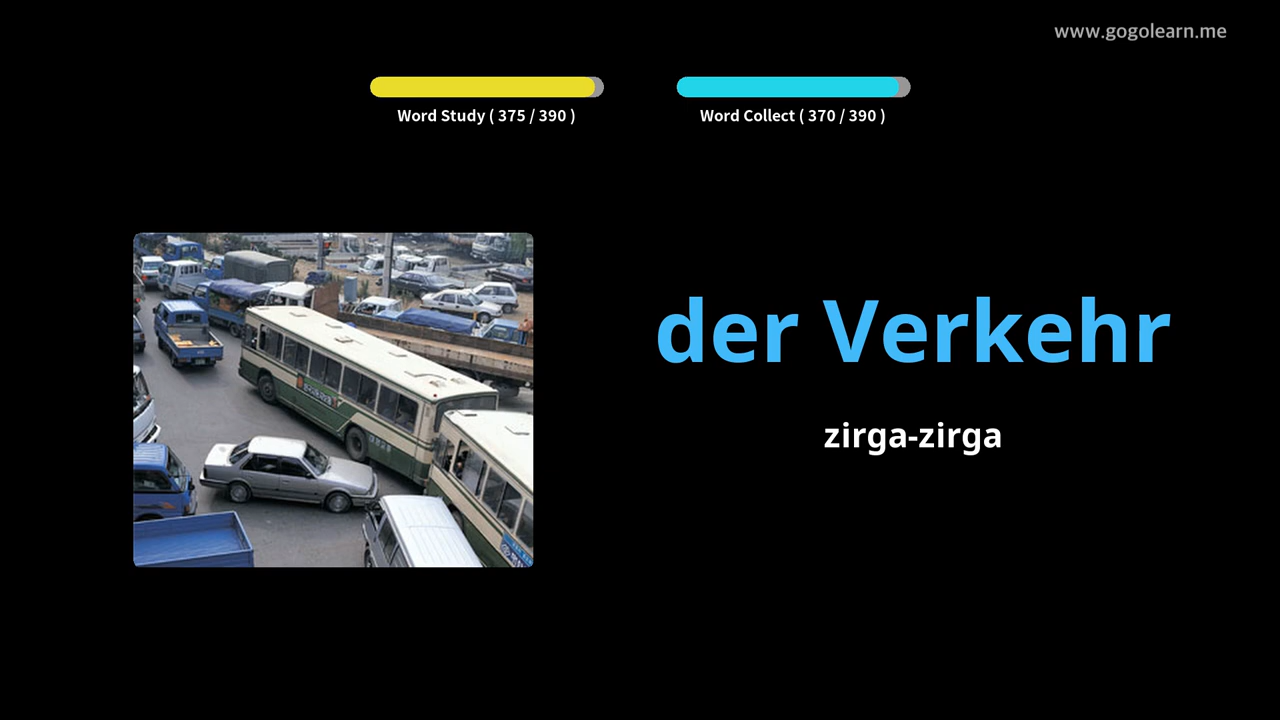 www.gogolearn.me
Word Study ( 375 / 390 )
Word Collect ( 370 / 390 )
der Verkehr
zirga-zirga